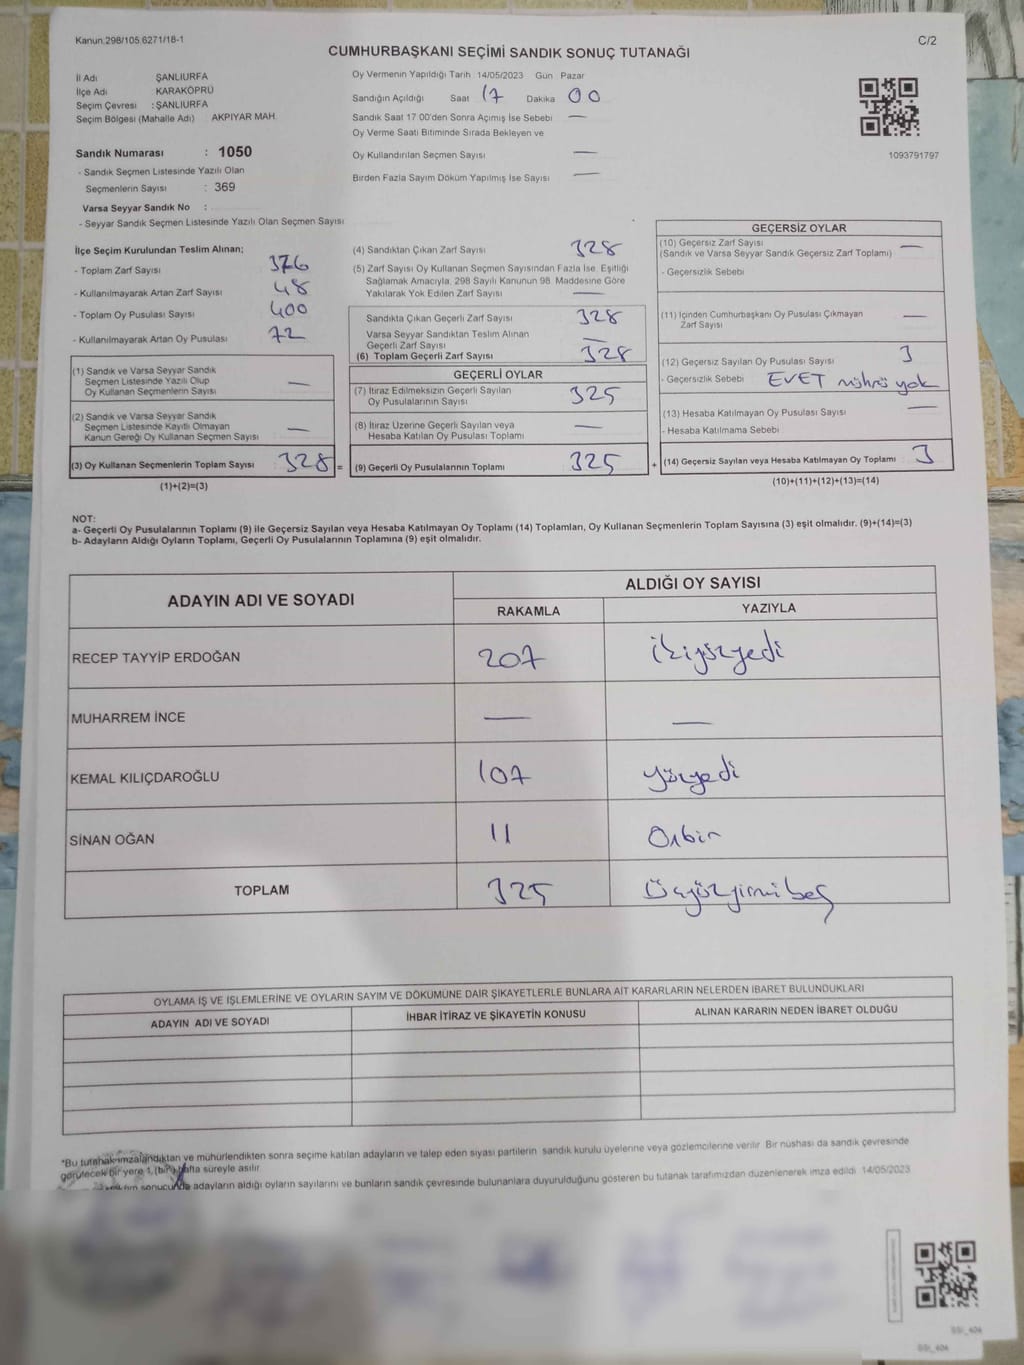 Kanun.298/105.6271/18-1
C/2
CUMHURBAŞKANI SEÇİMİ SANDIK SONUÇ TUTANAĞI
İl Adı ŞANLIURFA
İlçe Adı KARAKÖPRÜ
Seçim Çevresi : ŞANLIURFA
Seçim Bölgesi (Mahalle Adı) AKPIYAR MAH.
Sandık Numarası : 1050
- Sandık Seçmen Listesinde Yazılı Olan
Seçmenlerin Sayısı : 369
Varsa Seyyar Sandık No :
- Seyyar Sandık Seçmen Listesinde Yazılı Olan Seçmen Sayısı
Oy Vermenin Yapıldığı Tarih : 14/05/2023 Gün : Pazar
Sandığın Açıldığı Saat 17 Dakika 00
Sandık Saat 17.00'den Sonra Açımış İse Sebebi —
Oy Verme Saati Bitiminde Sırada Bekleyen ve
Oy Kullandırılan Seçmen Sayısı —
Birden Fazla Sayım Döküm Yapılmış İse Sayısı —
1093791797
İlçe Seçim Kurulundan Teslim Alınan;
- Toplam Zarf Sayısı 376
- Kullanılmayarak Artan Zarf Sayısı 48
- Toplam Oy Pusulası Sayısı 400
- Kullanılmayarak Artan Oy Pusulası 72
(1) Sandık ve Varsa Seyyar Sandık
Seçmen Listesinde Yazılı Olup
Oy Kullanan Seçmenlerin Sayısı —
(2) Sandık ve Varsa Seyyar Sandık
Seçmen Listesinde Kayıtlı Olmayan
Kanun Gereği Oy Kullanan Seçmen Sayısı —
(3) Oy Kullanan Seçmenlerin Toplam Sayısı 328 =
(1)+(2)=(3)
(4) Sandıktan Çıkan Zarf Sayısı 328
(5) Zarf Sayısı Oy Kullanan Seçmen Sayısından Fazla İse, Eşitliği
Sağlamak Amacıyla, 298 Sayılı Kanunun 98. Maddesine Göre
Yakılarak Yok Edilen Zarf Sayısı —
Sandıkta Çıkan Geçerli Zarf Sayısı 328
Varsa Seyyar Sandıktan Teslim Alınan
Geçerli Zarf Sayısı —
(6) Toplam Geçerli Zarf Sayısı 328
GEÇERLİ OYLAR
(7) İtiraz Edilmeksizin Geçerli Sayılan
Oy Pusulalarının Sayısı 325
(8) İtiraz Üzerine Geçerli Sayılan veya
Hesaba Katılan Oy Pusulası Toplamı —
(9) Geçerli Oy Pusulalarının Toplamı 325 +
GEÇERSİZ OYLAR
(10) Geçersiz Zarf Sayısı —
(Sandık ve Varsa Seyyar Sandık Geçersiz Zarf Toplamı)
- Geçersizlik Sebebi
(11) İçinden Cumhurbaşkanı Oy Pusulası Çıkmayan
Zarf Sayısı —
(12) Geçersiz Sayılan Oy Pusulası Sayısı 3
- Geçersizlik Sebebi EVET mührü yok
(13) Hesaba Katılmayan Oy Pusulası Sayısı —
- Hesaba Katılmama Sebebi
(14) Geçersiz Sayılan veya Hesaba Katılmayan Oy Toplamı 3
(10)+(11)+(12)+(13)=(14)
NOT:
a- Geçerli Oy Pusulalarının Toplamı (9) ile Geçersiz Sayılan veya Hesaba Katılmayan Oy Toplamı (14) Toplamları, Oy Kullanan Seçmenlerin Toplam Sayısına (3) eşit olmalıdır. (9)+(14)=(3)
b- Adayların Aldığı Oyların Toplamı, Geçerli Oy Pusulalarının Toplamına (9) eşit olmalıdır.
ADAYIN ADI VE SOYADI
ALDIĞI OY SAYISI
RAKAMLA YAZIYLA
RECEP TAYYİP ERDOĞAN 207 ikiyüzyedi
MUHARREM İNCE — —
KEMAL KILIÇDAROĞLU 107 yüzyedi
SİNAN OĞAN 11 Onbir
TOPLAM 325 Üçyüzyirmibeş
OYLAMA İŞ VE İŞLEMLERİNE VE OYLARIN SAYIM VE DÖKÜMÜNE DAİR ŞİKAYETLERLE BUNLARA AİT KARARLARIN NELERDEN İBARET BULUNDUKLARI
ADAYIN ADI VE SOYADI İHBAR İTİRAZ VE ŞİKAYETİN KONUSU ALINAN KARARIN NEDEN İBARET OLDUĞU
*Bu tutanak imzalandıktan ve mühürlendikten sonra seçime katılan adayların ve talep eden siyasi partilerin sandık kurulu üyelerine veya gözlemcilerine verilir. Bir nüshası da sandık çevresinde
görülecek bir yere 1 (bir) hafta süreyle asılır.
sonucunda adayların aldığı oyların sayılarını ve bunların sandık çevresinde bulunanlara duyurulduğunu gösteren bu tutanak tarafımızdan düzenlenerek imza edildi. 14/05/2023